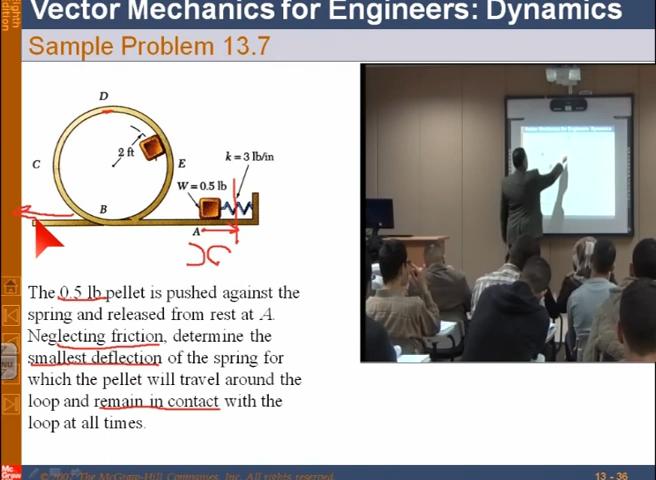 Vector Mechanics for Engineers: Dynamics
Sample Problem 13.7
D
2 ft
C
E
k = 3 lb/in
W = 0.5 lb
B
A
x
The 0.5 lb pellet is pushed against the
spring and released from rest at A.
Neglecting friction, determine the
smallest deflection of the spring for
which the pellet will travel around the
loop and remain in contact with the
loop at all times.
Mc
Graw
The McGraw-Hill Companies, Inc. All rights reserved.
13 - 36